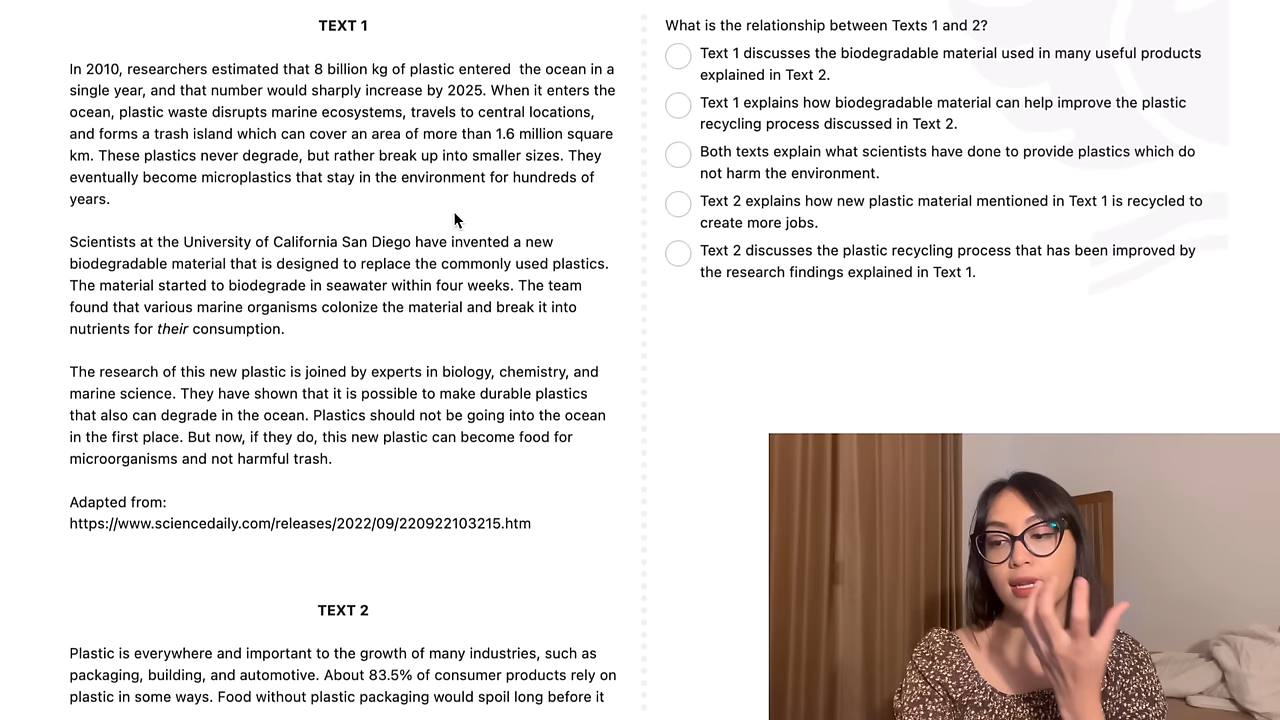 TEXT 1
In 2010, researchers estimated that 8 billion kg of plastic entered  the ocean in a
single year, and that number would sharply increase by 2025. When it enters the
ocean, plastic waste disrupts marine ecosystems, travels to central locations,
and forms a trash island which can cover an area of more than 1.6 million square
km. These plastics never degrade, but rather break up into smaller sizes. They
eventually become microplastics that stay in the environment for hundreds of
years.
Scientists at the University of California San Diego have invented a new
biodegradable material that is designed to replace the commonly used plastics.
The material started to biodegrade in seawater within four weeks. The team
found that various marine organisms colonize the material and break it into
nutrients for their consumption.
The research of this new plastic is joined by experts in biology, chemistry, and
marine science. They have shown that it is possible to make durable plastics
that also can degrade in the ocean. Plastics should not be going into the ocean
in the first place. But now, if they do, this new plastic can become food for
microorganisms and not harmful trash.
Adapted from:
https://www.sciencedaily.com/releases/2022/09/220922103215.htm
TEXT 2
Plastic is everywhere and important to the growth of many industries, such as
packaging, building, and automotive. About 83.5% of consumer products rely on
plastic in some ways. Food without plastic packaging would spoil long before it
What is the relationship between Texts 1 and 2?
Text 1 discusses the biodegradable material used in many useful products
explained in Text 2.
Text 1 explains how biodegradable material can help improve the plastic
recycling process discussed in Text 2.
Both texts explain what scientists have done to provide plastics which do
not harm the environment.
Text 2 explains how new plastic material mentioned in Text 1 is recycled to
create more jobs.
Text 2 discusses the plastic recycling process that has been improved by
the research findings explained in Text 1.